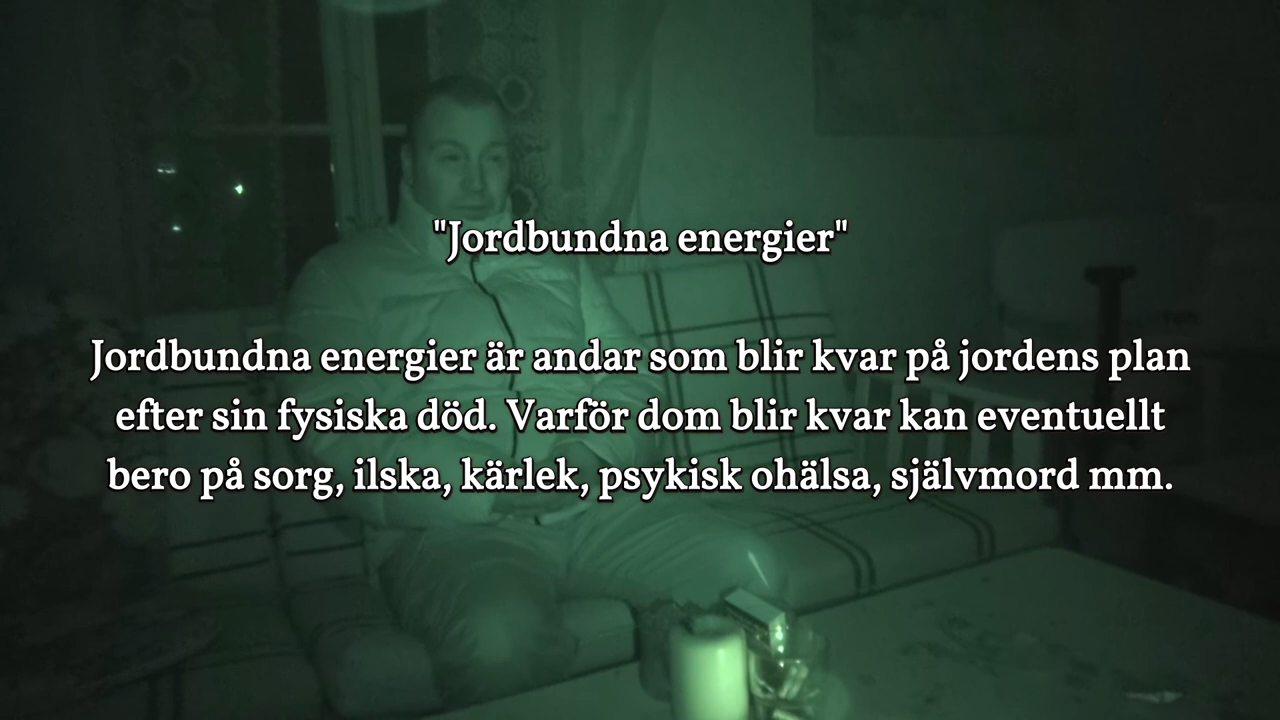 "Jordbundna energier"
Jordbundna energier är andar som blir kvar på jordens plan
efter sin fysiska död. Varför dom blir kvar kan eventuellt
bero på sorg, ilska, kärlek, psykisk ohälsa, självmord mm.